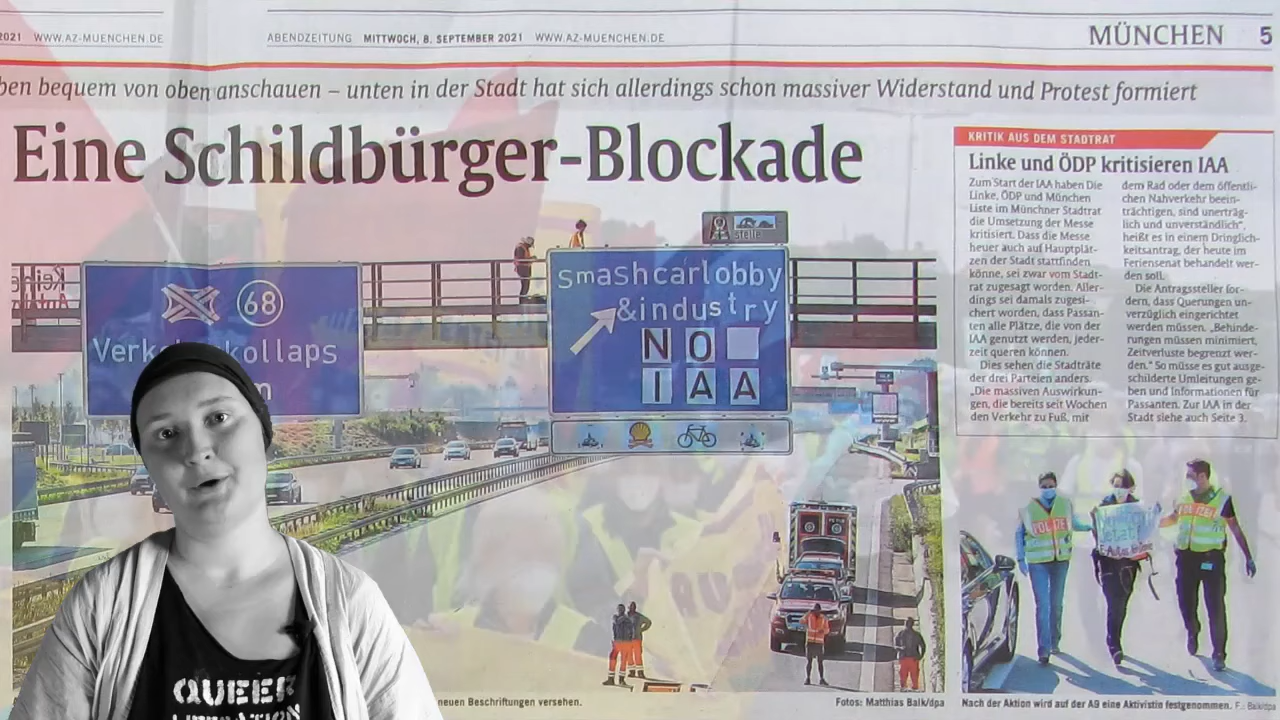 2021 WWW.AZ-MUENCHEN.DE
ABENDZEITUNG MITTWOCH, 8. SEPTEMBER 2021 WWW.AZ-MUENCHEN.DE
MÜNCHEN 5
ben bequem von oben anschauen – unten in der Stadt hat sich allerdings schon massiver Widerstand und Protest formiert
Eine Schildbürger-Blockade
68
smashcarlobby
&industry
NO
IAA
stelle
KRITIK AUS DEM STADTRAT
Linke und ÖDP kritisieren IAA
Zum Start der IAA haben Die
Linke, ÖDP und München
Liste im Münchner Stadtrat
die Umsetzung der Messe
kritisiert. Dass die Messe
heuer auch auf Hauptplät-
zen der Stadt stattfinden
könne, sei zwar vom Stadt-
rat zugesagt worden. Aller-
dings sei damals zugesi-
chert worden, dass Passan-
ten alle Plätze, die von der
IAA genutzt werden, jeder-
zeit queren können.
Dies sehen die Stadträte
der drei Parteien anders.
„Die massiven Auswirkun-
gen, die bereits seit Wochen
den Verkehr zu Fuß, mit
dem Rad oder dem öffentli-
chen Nahverkehr beein-
trächtigen, sind unerträg-
lich und unverständlich",
heißt es in einem Dringlich-
keitsantrag, der heute im
Feriensenat behandelt wer-
den soll.
Die Antragssteller for-
dern, dass Querungen un-
verzüglich eingerichtet
werden müssen. „Behinde-
rungen müssen minimiert,
Zeitverluste begrenzt wer-
den." So müsse es gut ausge-
schilderte Umleitungen ge-
ben und Informationen für
Passanten. Zur IAA in der
Stadt siehe auch Seite 3.
POLIZEI
QUEER
LIBERATION
neuen Beschriftungen versehen.
Fotos: Matthias Balk/dpa
Nach der Aktion wird auf der A9 eine Aktivistin festgenommen. F.: Balk/dpa